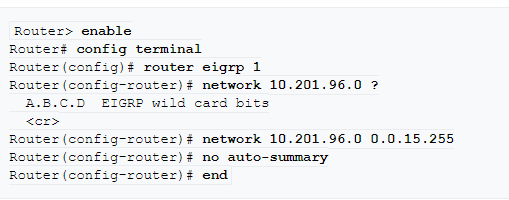 Router> enable
Router# config terminal
Router(config)# router eigrp 1
Router(config-router)# network 10.201.96.0 ?
  A.B.C.D  EIGRP wild card bits
  <cr>
Router(config-router)# network 10.201.96.0 0.0.15.255
Router(config-router)# no auto-summary
Router(config-router)# end